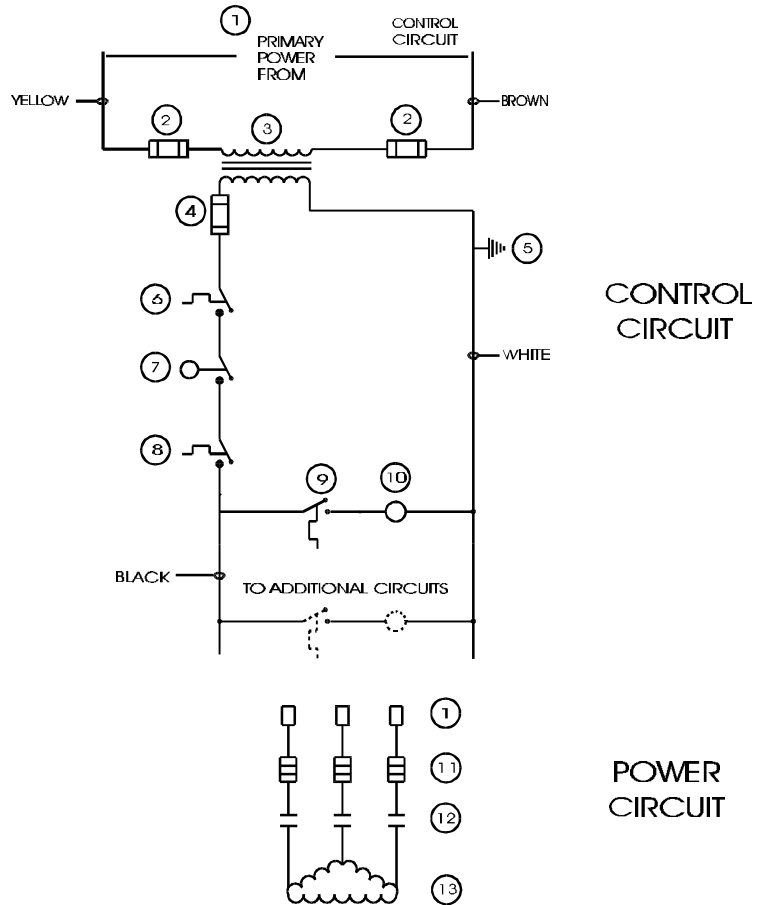 1
PRIMARY
POWER
FROM
CONTROL
CIRCUIT
YELLOW
BROWN
2
3
2
4
5
CONTROL
CIRCUIT
6
7
WHITE
8
9
10
BLACK
TO ADDITIONAL CIRCUITS
1
11
POWER
CIRCUIT
12
13